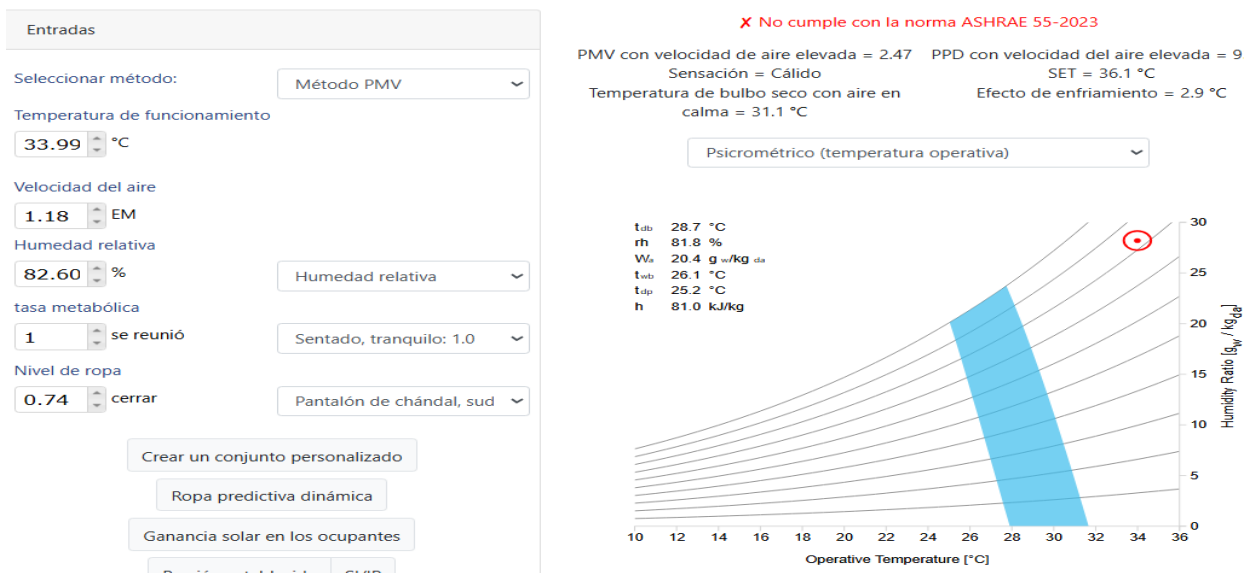 Entradas
Seleccionar método:
Método PMV
Temperatura de funcionamiento
33.99 °C
Velocidad del aire
1.18 EM
Humedad relativa
82.60 %
Humedad relativa
tasa metabólica
1 se reunió
Sentado, tranquilo: 1.0
Nivel de ropa
0.74 cerrar
Pantalón de chándal, sud
Crear un conjunto personalizado
Ropa predictiva dinámica
Ganancia solar en los ocupantes
✘ No cumple con la norma ASHRAE 55-2023
PMV con velocidad de aire elevada = 2.47
PPD con velocidad del aire elevada = 9
Sensación = Cálido
SET = 36.1 °C
Temperatura de bulbo seco con aire en
calma = 31.1 °C
Efecto de enfriamiento = 2.9 °C
Psicrométrico (temperatura operativa)
tdb 28.7 °C
rh 81.8 %
Wa 20.4 g w/kg da
twb 26.1 °C
tdp 25.2 °C
h 81.0 kJ/kg
30
25
20
15
10
5
0
Humidity Ratio [gw / kgda]
10 12 14 16 18 20 22 24 26 28 30 32 34 36
Operative Temperature [°C]